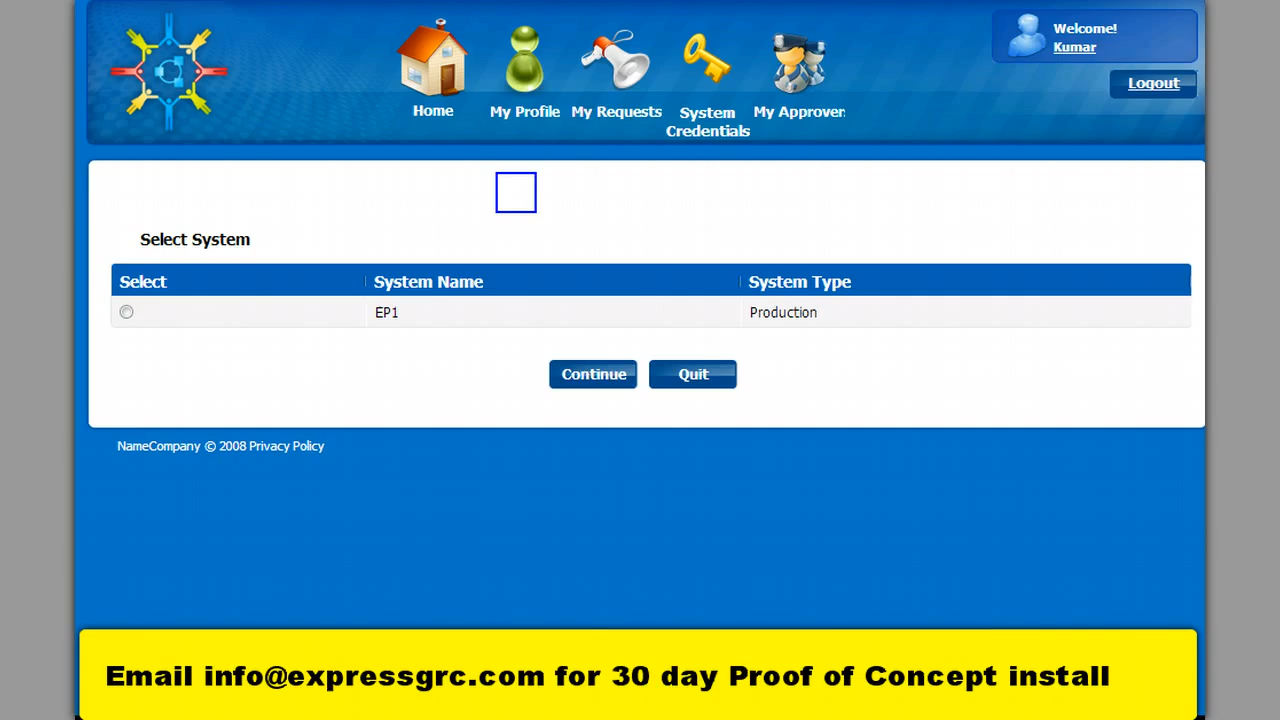 Welcome!
Kumar
Logout
Home
My Profile
My Requests
System
Credentials
My Approver
Select System
Select System Name System Type
EP1 Production
Continue Quit
NameCompany © 2008 Privacy Policy
Email info@expressgrc.com for 30 day Proof of Concept install